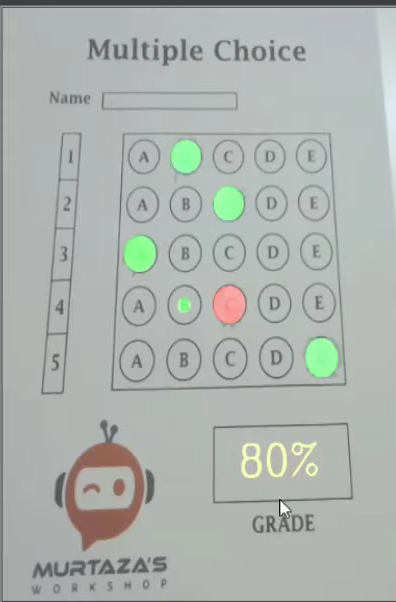 Multiple Choice
Name
1 A C D E
2 A B D E
3 B C D E
4 A B C D E
5 A B C D
80%
GRADE
MURTAZA'S
WORKSHOP